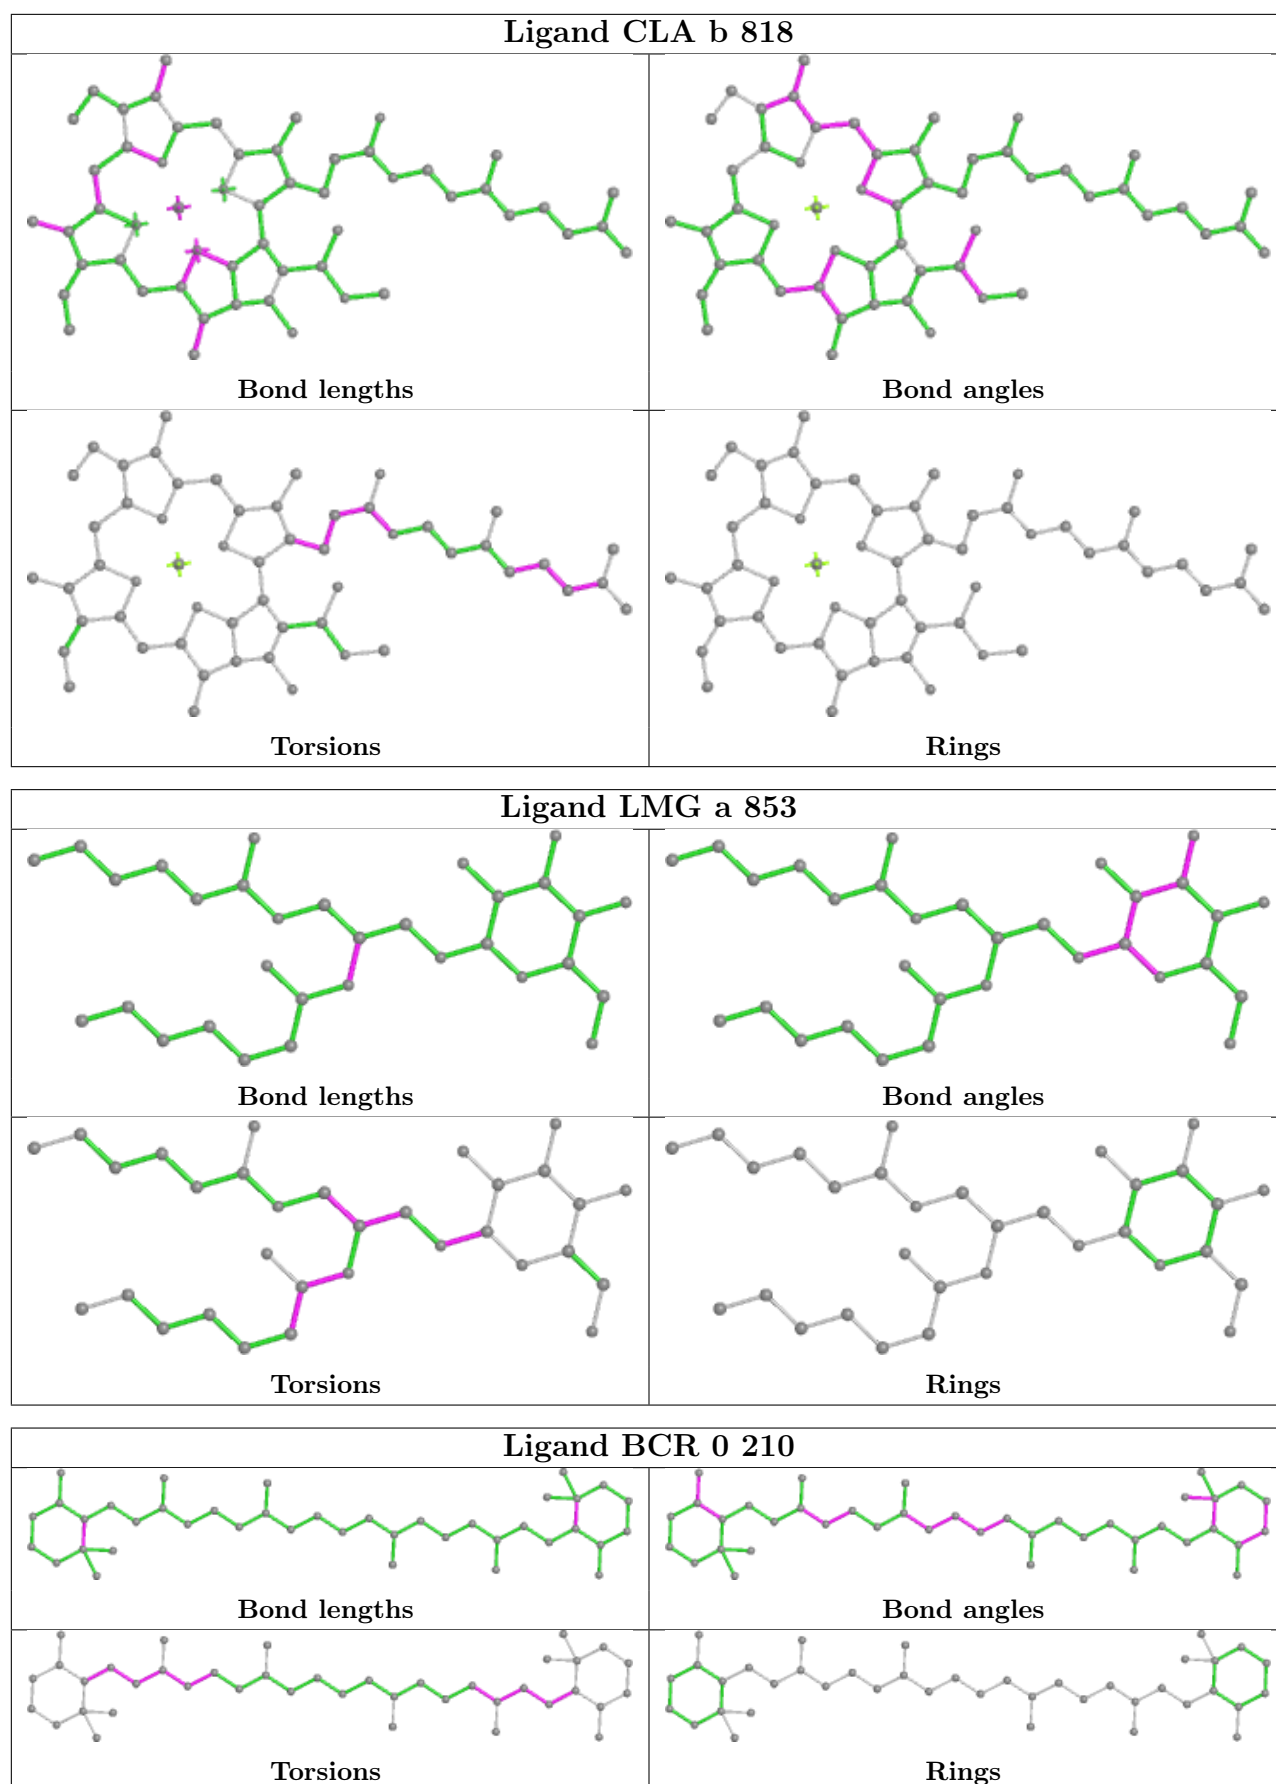 Ligand CLA b 818
Bond lengths
Bond angles
Torsions
Rings
Ligand LMG a 853
Bond lengths
Bond angles
Torsions
Rings
Ligand BCR 0 210
Bond lengths
Bond angles
Torsions
Rings